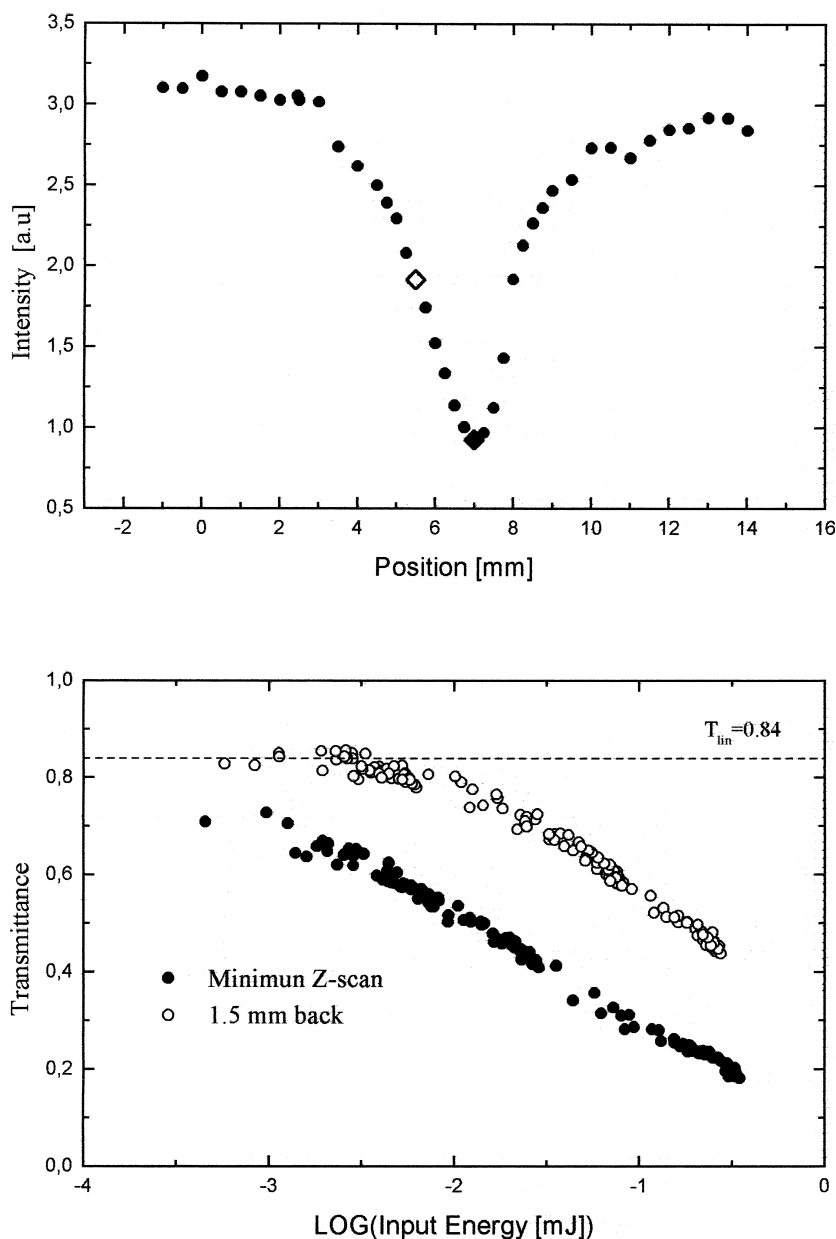 3,5
3,0
2,5
2,0
1,5
1,0
0,5
Intensity [a.u]
-2 0 2 4 6 8 10 12 14 16
Position [mm]
1,0
0,8
0,6
0,4
0,2
0,0
Transmittance
T_lin=0.84
Minimun Z-scan
1.5 mm back
-4 -3 -2 -1 0
LOG(Input Energy [mJ])